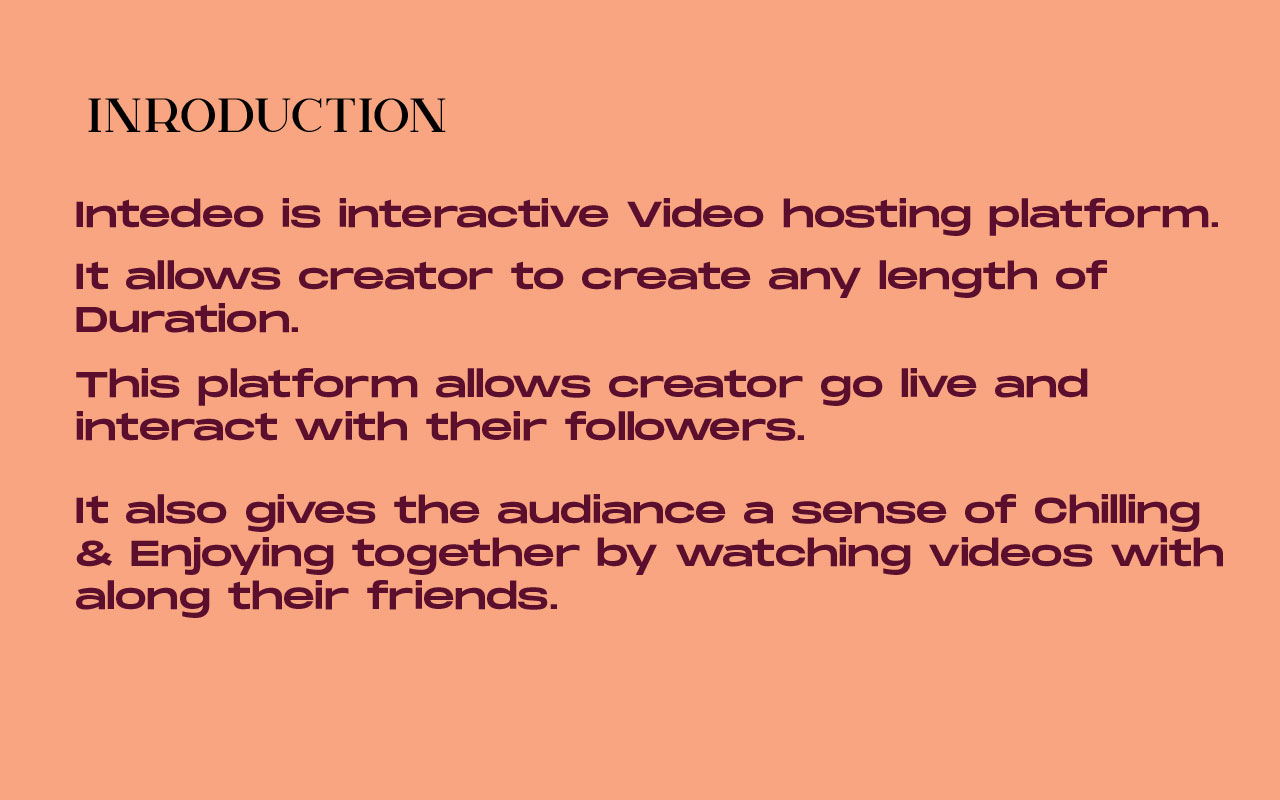 INRODUCTION
Intedeo is interactive Video hosting platform.
It allows creator to create any length of
Duration.
This platform allows creator go live and
interact with their followers.
It also gives the audiance a sense of Chilling
& Enjoying together by watching videos with
along their friends.